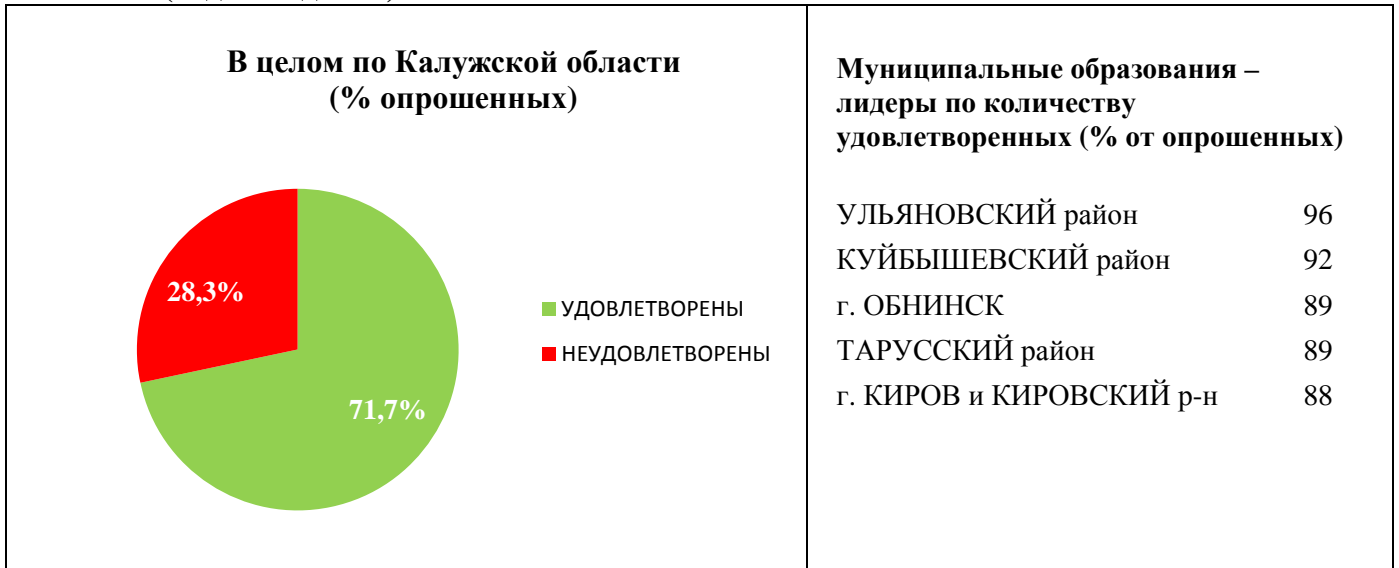 В целом по Калужской области
(% опрошенных)
28,3%
71,7%
УДОВЛЕТВОРЕНЫ
НЕУДОВЛЕТВОРЕНЫ
Муниципальные образования –
лидеры по количеству
удовлетворенных (% от опрошенных)
УЛЬЯНОВСКИЙ район 96
КУЙБЫШЕВСКИЙ район 92
г. ОБНИНСК 89
ТАРУССКИЙ район 89
г. КИРОВ и КИРОВСКИЙ р-н 88